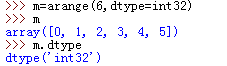 >>> m=arange(6,dtype=int32)
>>> m
array([0, 1, 2, 3, 4, 5])
>>> m.dtype
dtype('int32')